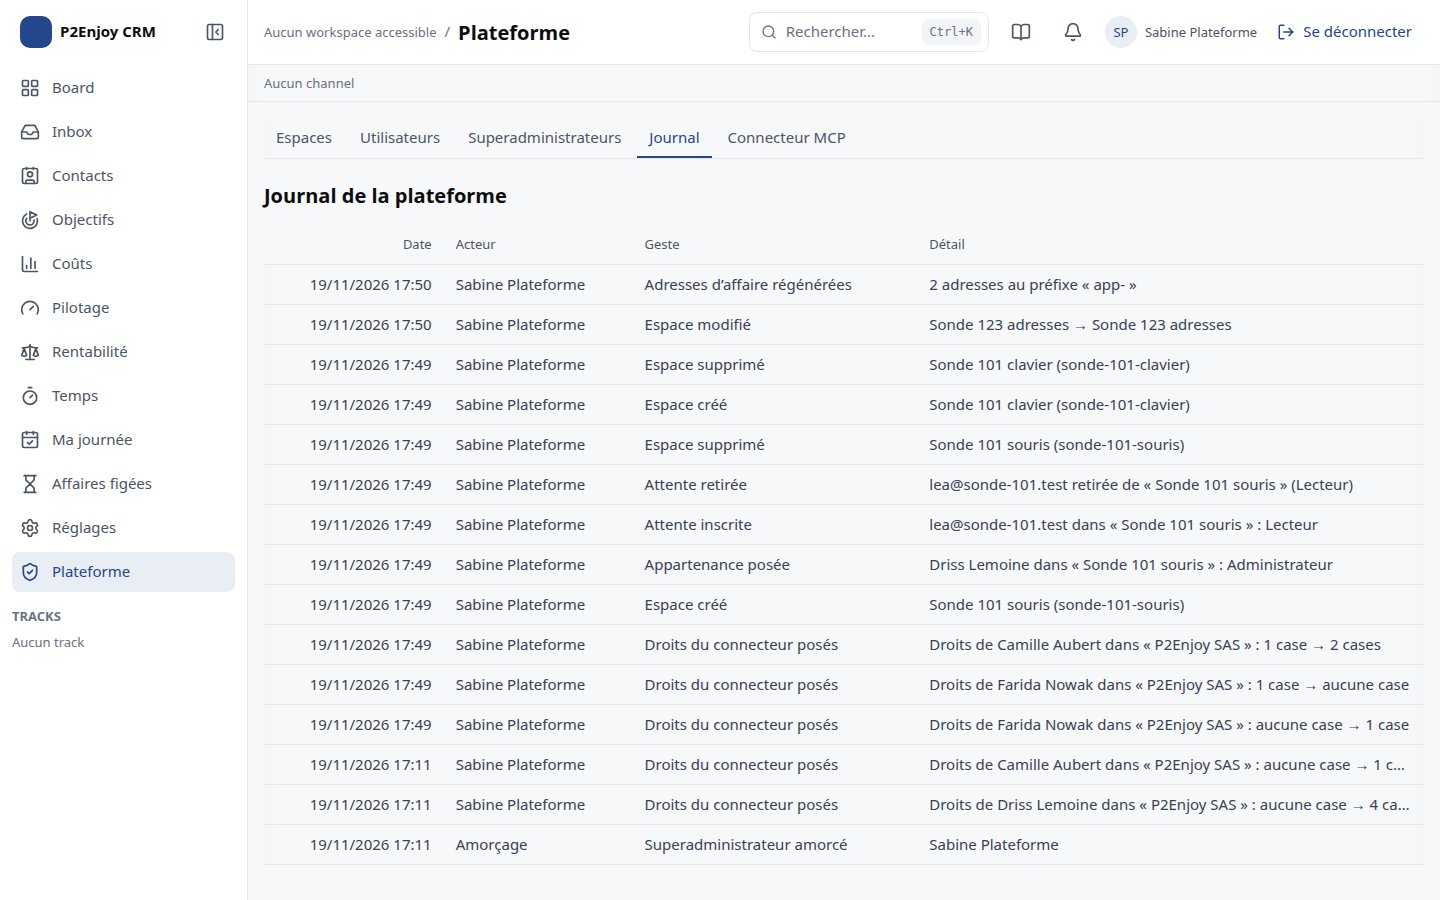 P2Enjoy CRM
Board
Inbox
Contacts
Objectifs
Coûts
Pilotage
Rentabilité
Temps
Ma journée
Affaires figées
Réglages
Plateforme
TRACKS
Aucun track
Aucun workspace accessible / Plateforme
Rechercher... Ctrl+K
SP Sabine Plateforme Se déconnecter
Aucun channel
Espaces Utilisateurs Superadministrateurs Journal Connecteur MCP
Journal de la plateforme
Date Acteur Geste Détail
19/11/2026 17:50 Sabine Plateforme Adresses d’affaire régénérées 2 adresses au préfixe « app- »
19/11/2026 17:50 Sabine Plateforme Espace modifié Sonde 123 adresses → Sonde 123 adresses
19/11/2026 17:49 Sabine Plateforme Espace supprimé Sonde 101 clavier (sonde-101-clavier)
19/11/2026 17:49 Sabine Plateforme Espace créé Sonde 101 clavier (sonde-101-clavier)
19/11/2026 17:49 Sabine Plateforme Espace supprimé Sonde 101 souris (sonde-101-souris)
19/11/2026 17:49 Sabine Plateforme Attente retirée lea@sonde-101.test retirée de « Sonde 101 souris » (Lecteur)
19/11/2026 17:49 Sabine Plateforme Attente inscrite lea@sonde-101.test dans « Sonde 101 souris » : Lecteur
19/11/2026 17:49 Sabine Plateforme Appartenance posée Driss Lemoine dans « Sonde 101 souris » : Administrateur
19/11/2026 17:49 Sabine Plateforme Espace créé Sonde 101 souris (sonde-101-souris)
19/11/2026 17:49 Sabine Plateforme Droits du connecteur posés Droits de Camille Aubert dans « P2Enjoy SAS » : 1 case → 2 cases
19/11/2026 17:49 Sabine Plateforme Droits du connecteur posés Droits de Farida Nowak dans « P2Enjoy SAS » : 1 case → aucune case
19/11/2026 17:49 Sabine Plateforme Droits du connecteur posés Droits de Farida Nowak dans « P2Enjoy SAS » : aucune case → 1 case
19/11/2026 17:11 Sabine Plateforme Droits du connecteur posés Droits de Camille Aubert dans « P2Enjoy SAS » : aucune case → 1 c...
19/11/2026 17:11 Sabine Plateforme Droits du connecteur posés Droits de Driss Lemoine dans « P2Enjoy SAS » : aucune case → 4 ca...
19/11/2026 17:11 Amorçage Superadministrateur amorcé Sabine Plateforme